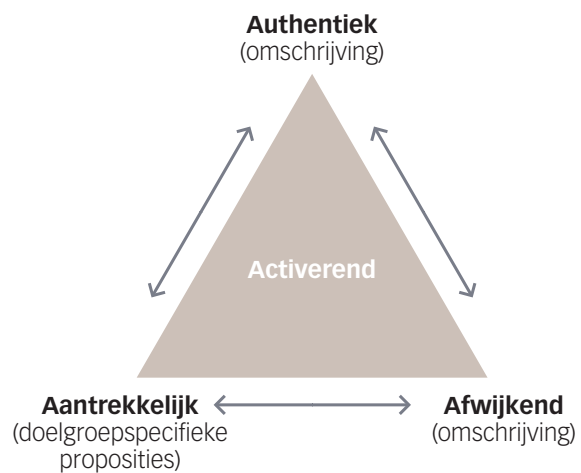 Authentiek
(omschrijving)
Activerend
Aantrekkelijk
(doelgroepspecifieke
proposities)
Afwijkend
(omschrijving)